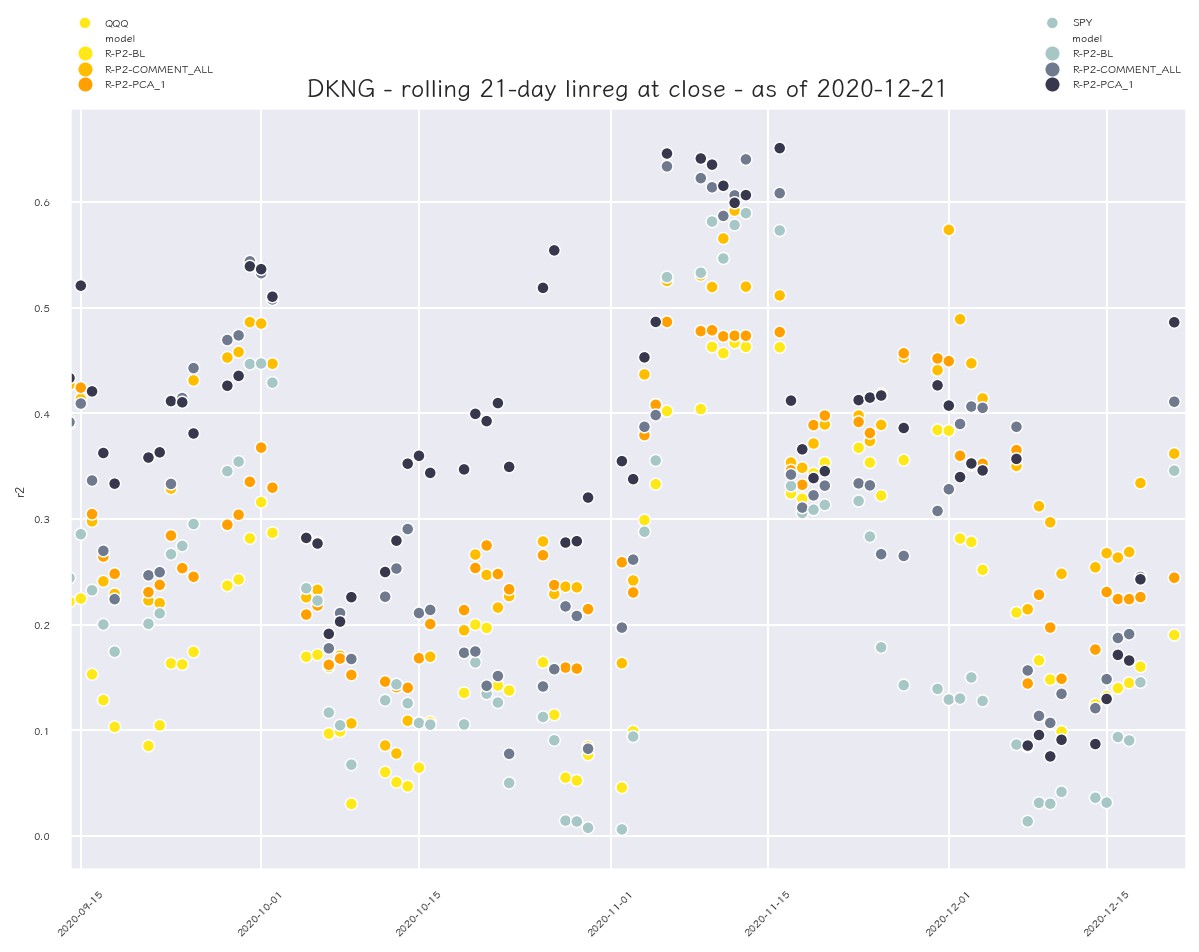 QQQ
model
R-P2-BL
R-P2-COMMENT_ALL
R-P2-PCA_1
SPY
model
R-P2-BL
R-P2-COMMENT_ALL
R-P2-PCA_1
DKNG - rolling 21-day linreg at close - as of 2020-12-21
r2
0.6
0.5
0.4
0.3
0.2
0.1
0.0
2020-09-15
2020-10-01
2020-10-15
2020-11-01
2020-11-15
2020-12-01
2020-12-15